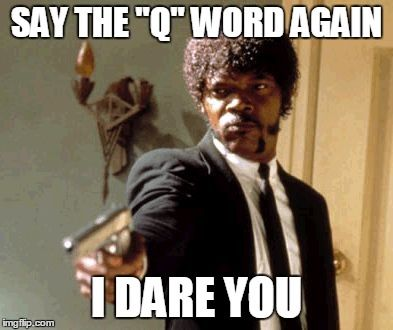 SAY THE "Q" WORD AGAIN
I DARE YOU
imgflip.com